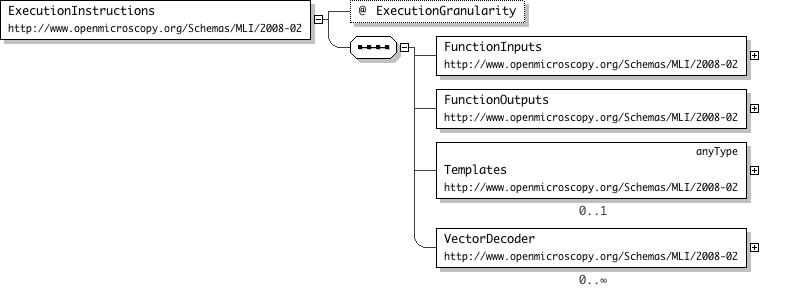 ExecutionInstructions
http://www.openmicroscopy.org/Schemas/MLI/2008-02
@ ExecutionGranularity
FunctionInputs
http://www.openmicroscopy.org/Schemas/MLI/2008-02
FunctionOutputs
http://www.openmicroscopy.org/Schemas/MLI/2008-02
anyType
Templates
http://www.openmicroscopy.org/Schemas/MLI/2008-02
0..1
VectorDecoder
http://www.openmicroscopy.org/Schemas/MLI/2008-02
0..∞